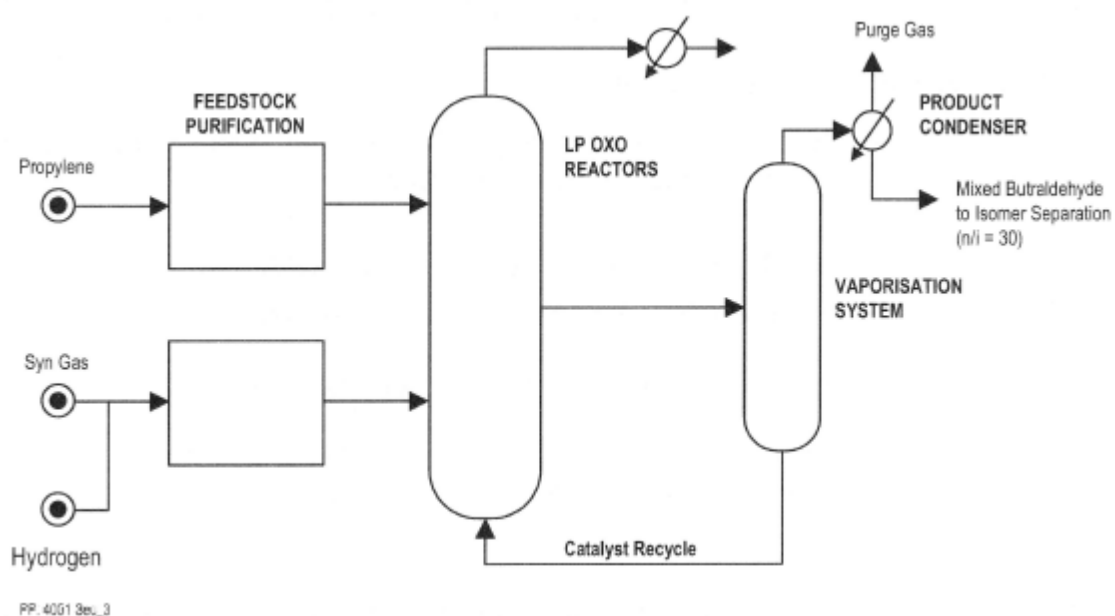 Purge Gas
FEEDSTOCK
PURIFICATION
PRODUCT
CONDENSER
LP OXO
REACTORS
Propylene
Mixed Butraldehyde
to Isomer Separation
(n/i = 30)
VAPORISATION
SYSTEM
Syn Gas
Catalyst Recycle
Hydrogen